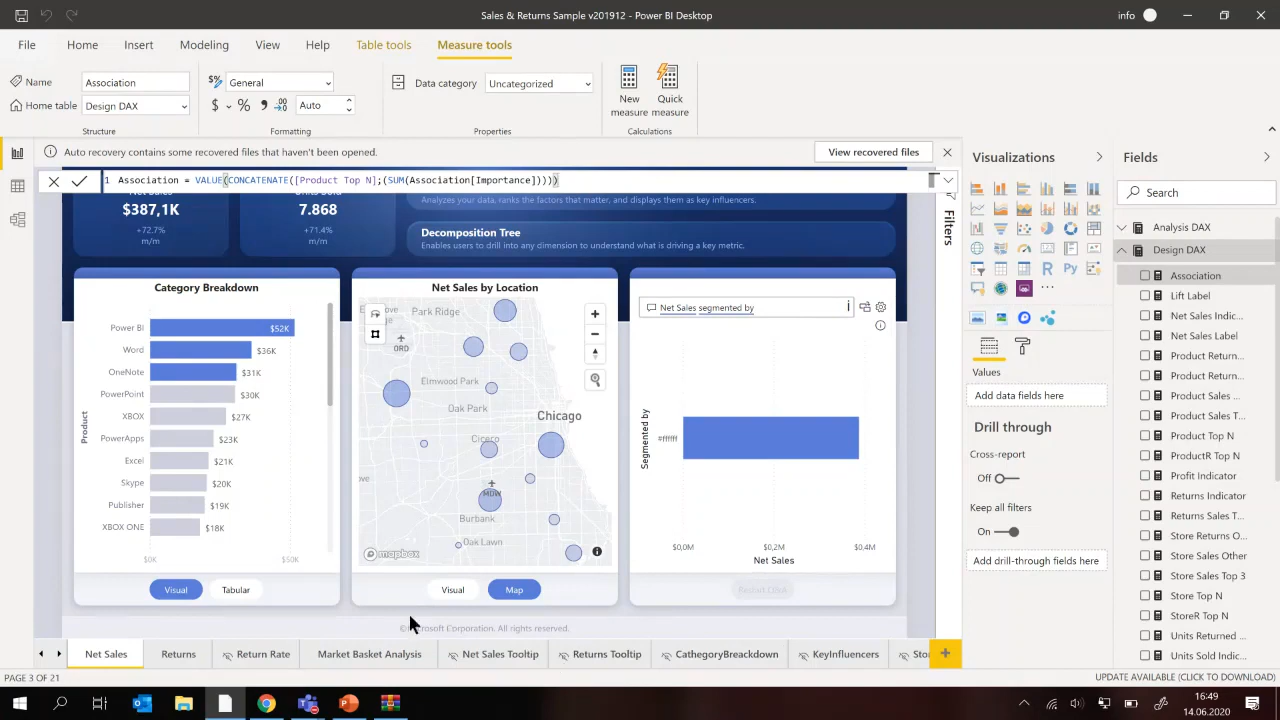 Sales & Returns Sample v201912 - Power BI Desktop
info
File Home Insert Modeling View Help Table tools Measure tools
Name Association
Home table Design DAX
Structure
General
$ % , Auto
Formatting
Data category Uncategorized
Properties
New measure
Quick measure
Calculations
Auto recovery contains some recovered files that haven't been opened.
View recovered files
1 Association = VALUE(CONCATENATE([Product Top N];(SUM(Association[Importance]))))
$387,1K
+72.7%
m/m
7.868
+71.4%
m/m
Analyzes your data, ranks the factors that matter, and displays them as key influencers.
Decomposition Tree
Enables users to drill into any dimension to understand what is driving a key metric.
Category Breakdown
Product
Power BI $52K
Word $36K
OneNote $31K
PowerPoint $30K
XBOX $27K
PowerApps $23K
Excel $21K
Skype $20K
Publisher $19K
XBOX ONE $18K
$0K $50K
Visual Tabular
Net Sales by Location
Park Ridge
ORD
Elmwood Park
Oak Park
Chicago
Cicero
MDW
Burbank
Oak Lawn
mapbox
Visual Map
Net Sales segmented by
Segmented by
#ffffff
$0,0M $0,2M $0,4M
Net Sales
Restart Q&A
Filters
Visualizations
R Py
Values
Add data fields here
Drill through
Cross-report
Off
Keep all filters
On
Add drill-through fields here
Fields
Search
Analysis DAX
Design DAX
Association
Lift Label
Net Sales Indic...
Net Sales Label
Product Return...
Product Return...
Product Sales ...
Product Sales T...
Product Top N
ProductR Top N
Profit Indicator
Returns Indicator
Returns Sales T...
Store Returns O...
Store Sales Other
Store Sales Top 3
Store Top N
StoreR Top N
Units Returned ...
Units Sold Indic...
Net Sales Returns Return Rate Market Basket Analysis Net Sales Tooltip Returns Tooltip CathegoryBreakdown KeyInfluencers
PAGE 3 OF 21
UPDATE AVAILABLE (CLICK TO DOWNLOAD)
16:49
14.06.2020